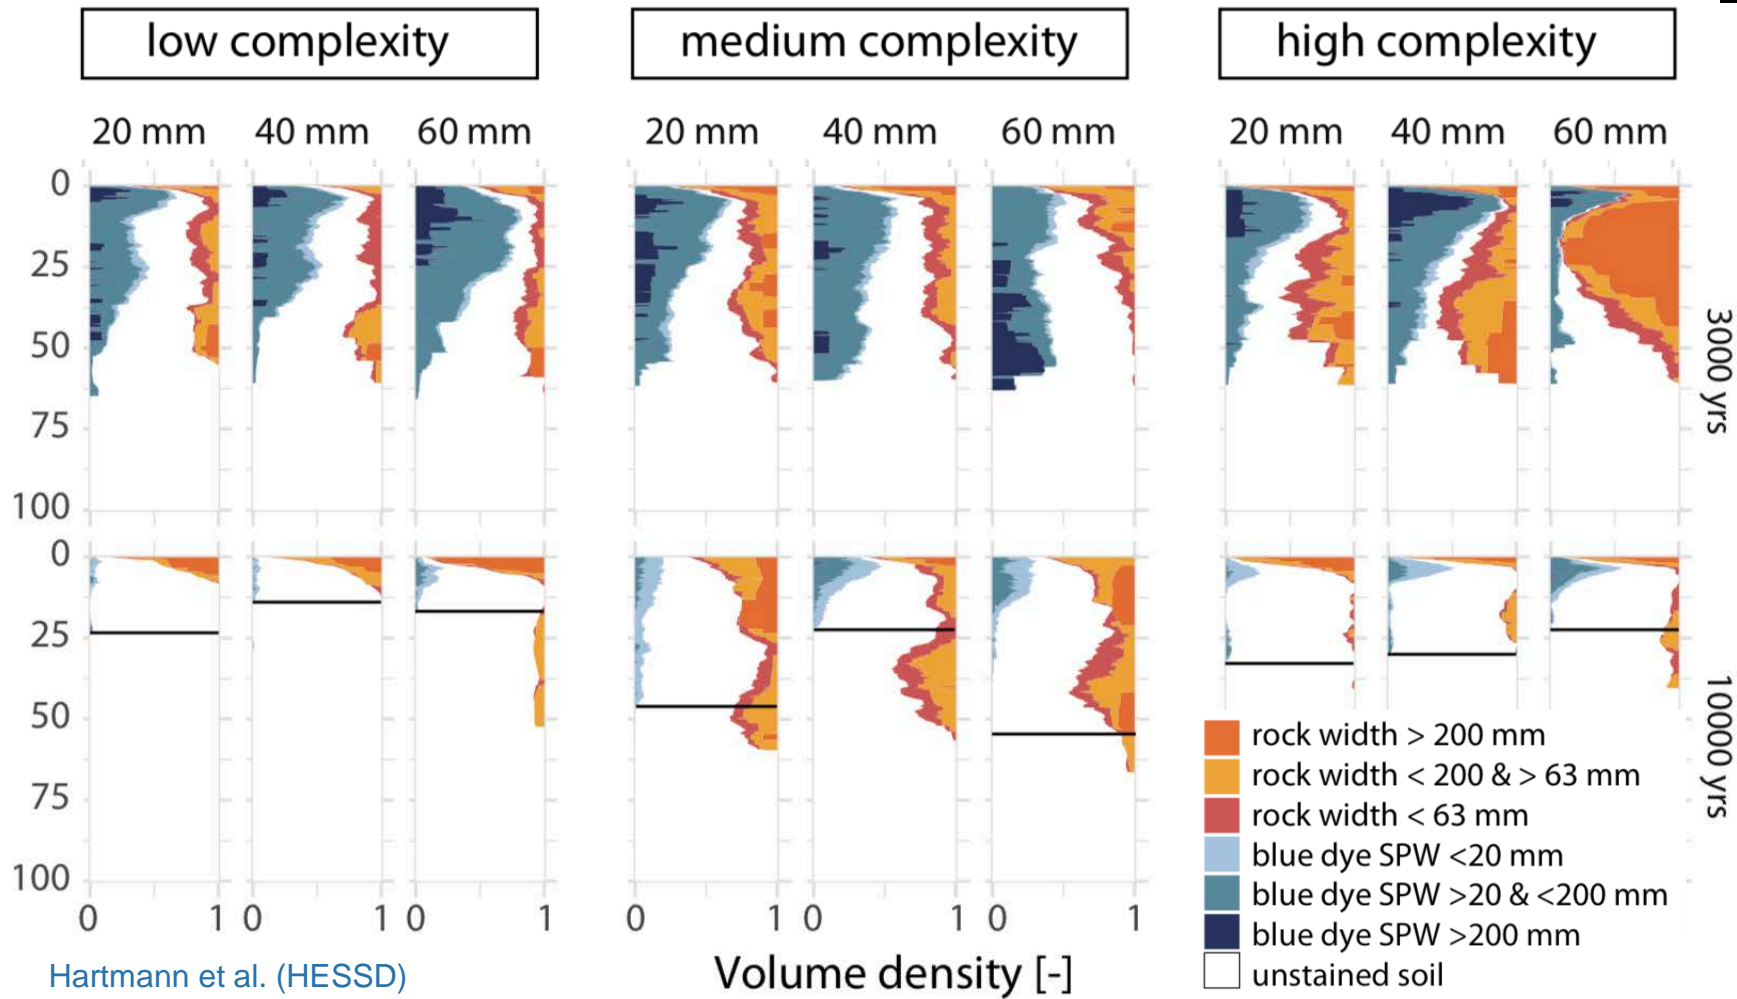 low complexity
medium complexity
high complexity
20 mm 40 mm 60 mm
20 mm 40 mm 60 mm
20 mm 40 mm 60 mm
0
25
50
75
100
3000 yrs
0
25
50
75
100
10000 yrs
0 1 0 1 0 1
0 1 0 1 0 1
rock width > 200 mm
rock width < 200 & > 63 mm
rock width < 63 mm
blue dye SPW <20 mm
blue dye SPW >20 & <200 mm
blue dye SPW >200 mm
unstained soil
Volume density [-]
Hartmann et al. (HESSD)